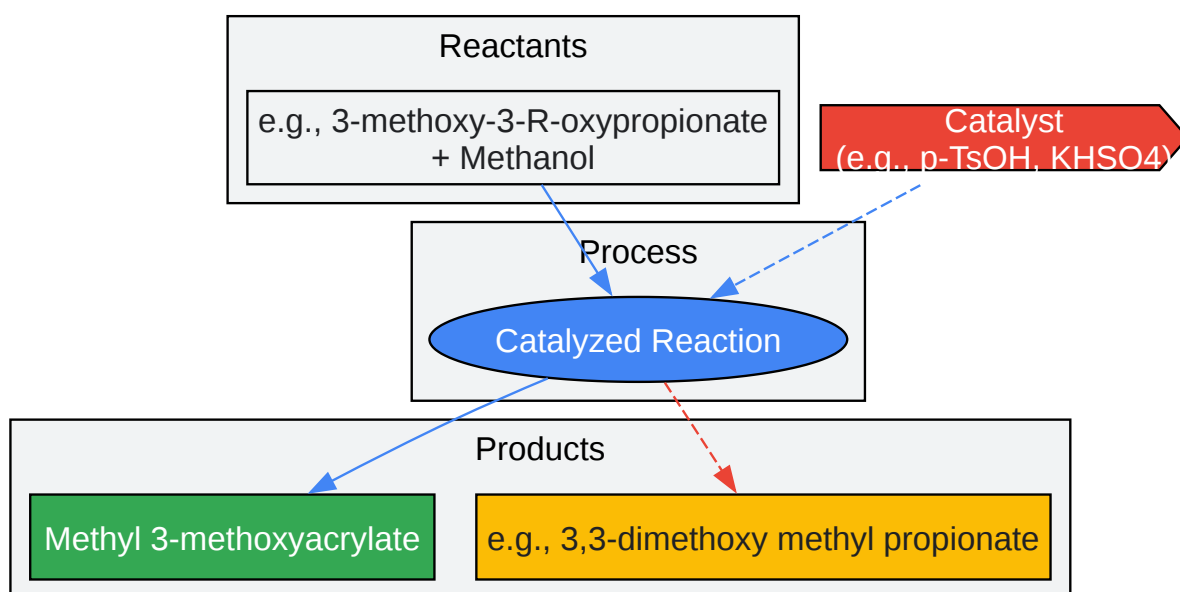 Reactants
e.g., 3-methoxy-3-R-oxypropionate
+ Methanol
Catalyst
(e.g., p-TsOH, KHSO4)
Process
Catalyzed Reaction
Products
Methyl 3-methoxyacrylate
e.g., 3,3-dimethoxy methyl propionate